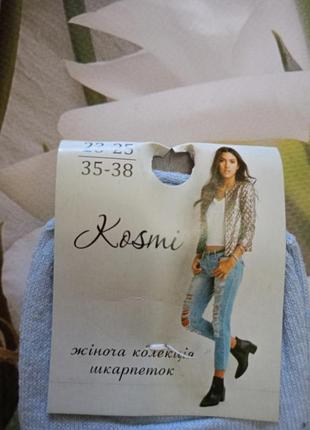 23-25
35-38
Kosmi
жіноча колекція
шкарпеток